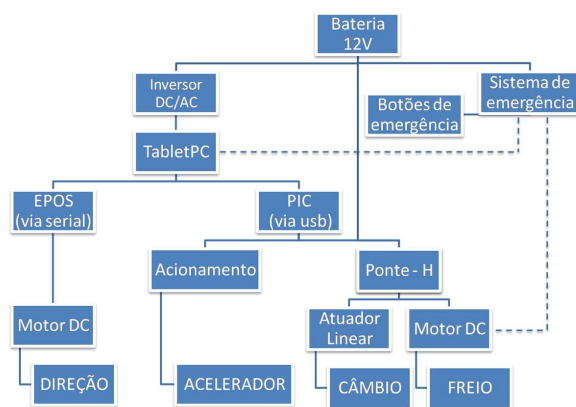 Bateria
12V
Inversor
DC/AC
Sistema de
emergência
Botões de
emergência
TabletPC
EPOS
(via serial)
PIC
(via usb)
Acionamento
Ponte - H
Motor DC
Atuador
Linear
Motor DC
DIREÇÃO
ACELERADOR
CÂMBIO
FREIO